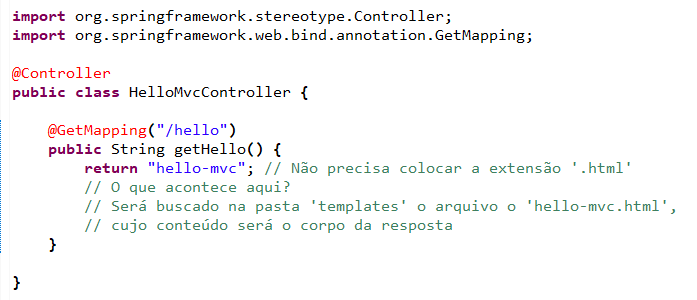 import org.springframework.stereotype.Controller;
import org.springframework.web.bind.annotation.GetMapping;
@Controller
public class HelloMvcController {
@GetMapping("/hello")
public String getHello() {
return "hello-mvc"; // Não precisa colocar a extensão '.html'
// O que acontece aqui?
// Será buscado na pasta 'templates' o arquivo o 'hello-mvc.html',
// cujo conteúdo será o corpo da resposta
}
}